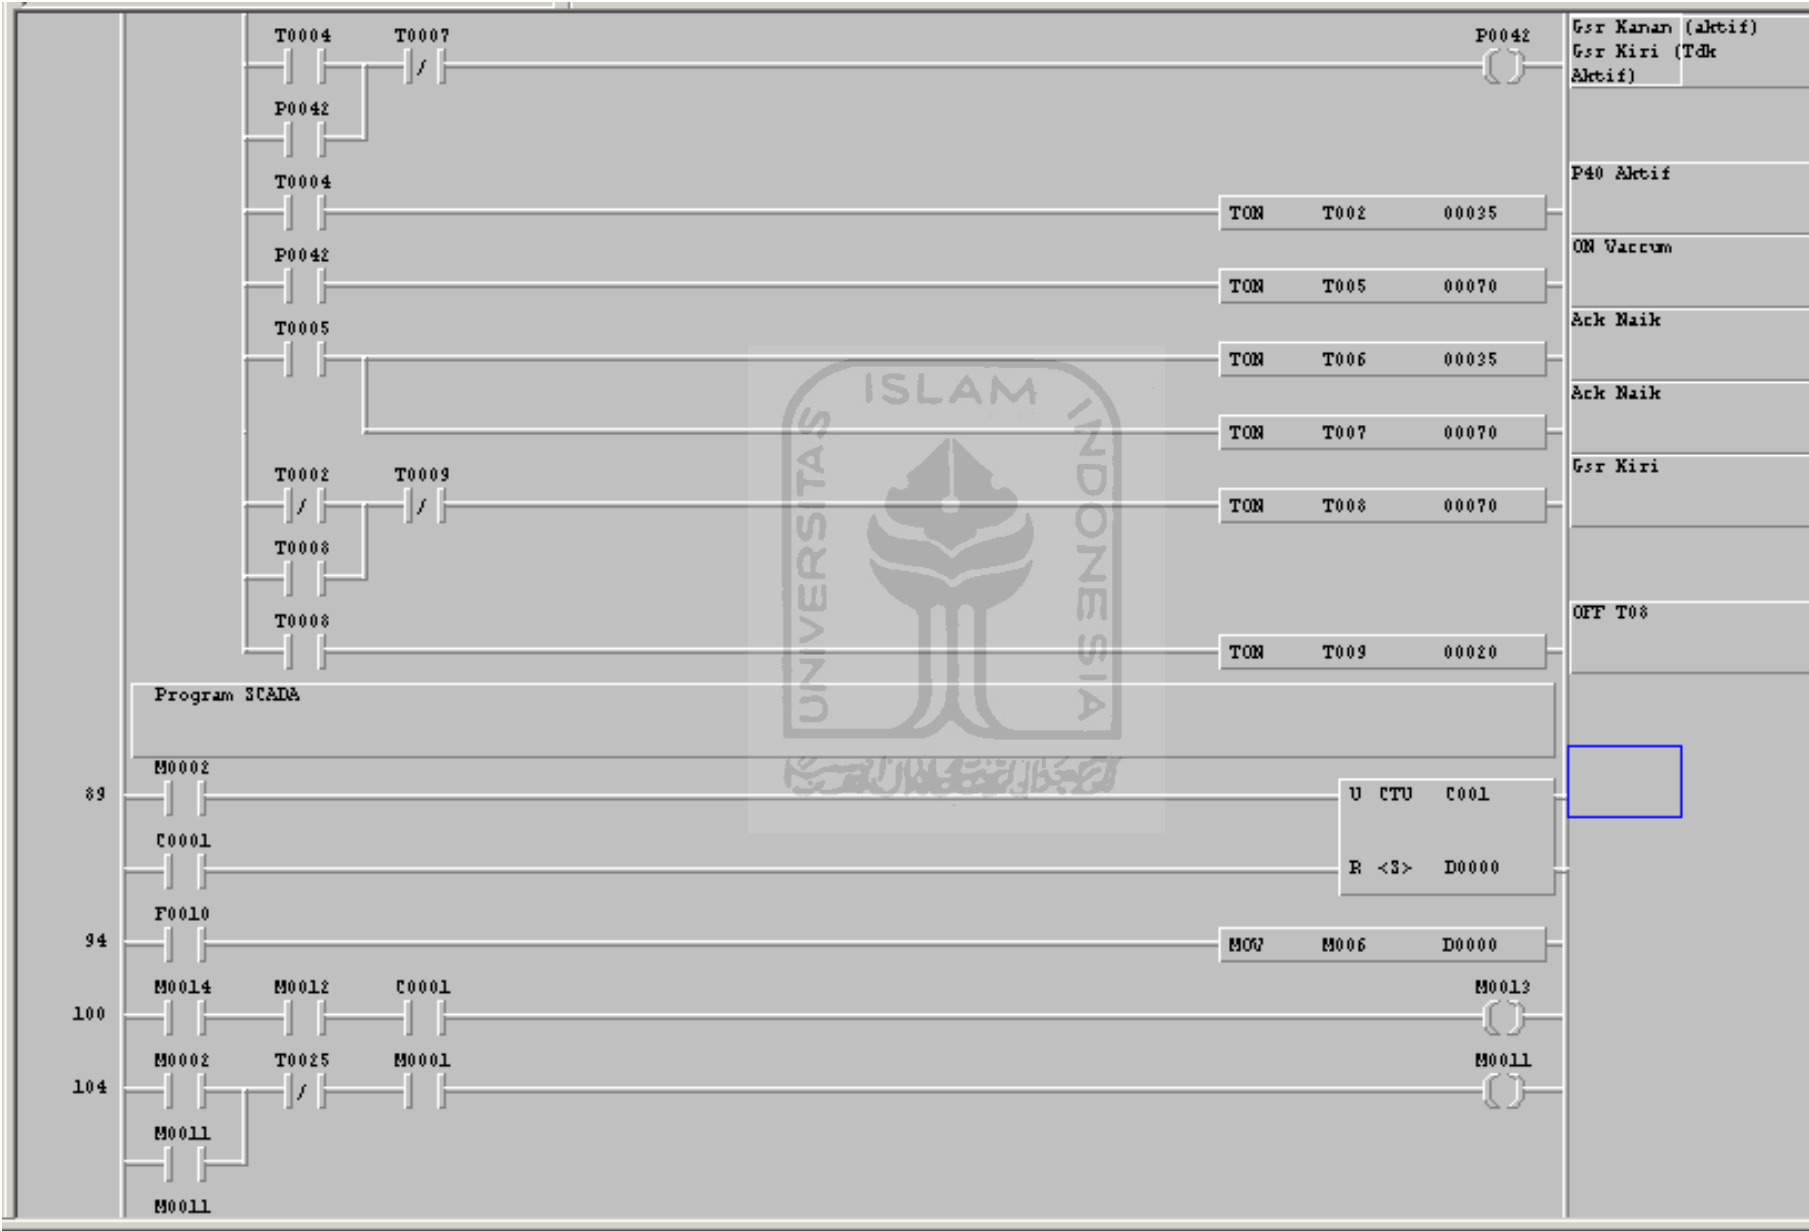 T0004 T0007 P0042 Gsr Kanan (aktif)
Gsr Kiri (Tdk
Aktif)
P0042
T0004 P40 Aktif
TON T002 00035
P0042 ON Vaccum
TON T005 00070
T0005 Ack Naik
TON T006 00035
Ack Naik
TON T007 00070
T0002 T0009 Gsr Kiri
TON T008 00070
T0008
T0008 OFF T08
TON T009 00020
Program SCADA
M0002
89 U CTU C001
C0001
R <S> D0000
F0010
94 MOV M006 D0000
M0014 M0012 C0001 M0013
100
M0002 T0025 M0001 M0011
104
M0011
M0011
UNIVERSITAS ISLAM INDONESIA